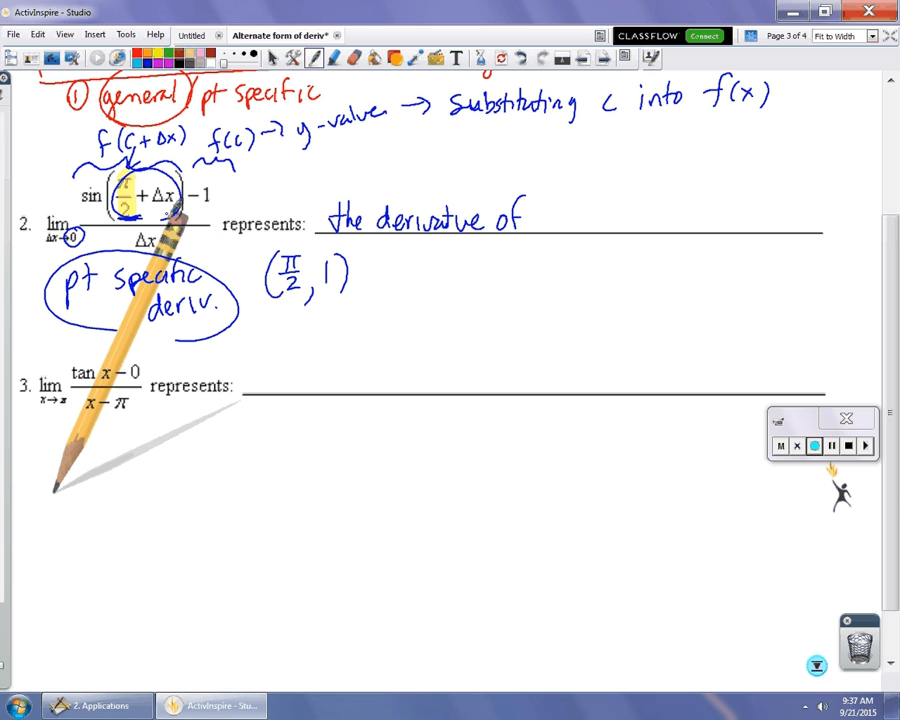 ActivInspire - Studio
File Edit View Insert Tools Help Untitled Alternate form of deriv* CLASSFLOW Connect Page 3 of 4 Fit to Width
① general pt specific
f(c+Δx) f(c) → y-values → substituting c into f(x)
2. lim Δx→0 sin(π/2 + Δx) − 1 / Δx represents: the derivative of
pt specific deriv. (π/2, 1)
3. lim x→π tan x − 0 / x − π represents:
M
2. Applications ActivInspire - Stu...
9:37 AM
9/21/2015